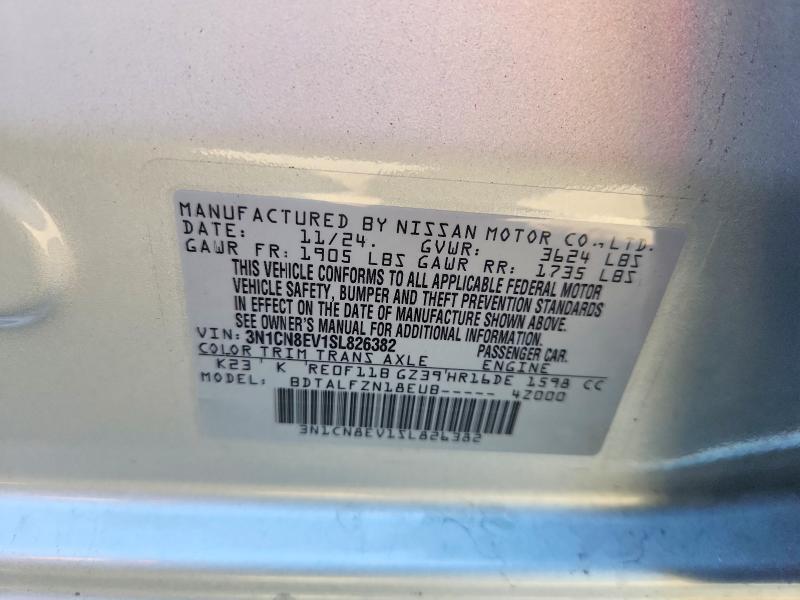 MANUFACTURED BY NISSAN MOTOR CO., LTD.
DATE: 11/24. GVWR: 3624 LBS
GAWR FR: 1905 LBS GAWR RR: 1735 LBS
THIS VEHICLE CONFORMS TO ALL APPLICABLE FEDERAL MOTOR
VEHICLE SAFETY, BUMPER AND THEFT PREVENTION STANDARDS
IN EFFECT ON THE DATE OF MANUFACTURE SHOWN ABOVE.
SEE OWNER'S MANUAL FOR ADDITIONAL INFORMATION.
VIN: 3N1CN8EV1SL826382 PASSENGER CAR.
COLOR TRIM TRANS AXLE ENGINE
K23 K RE0F11B GZ39 HR16DE 1598 CC
MODEL: BDTALFZN18EUB----- 4Z000
3N1CN8EV1SL826382